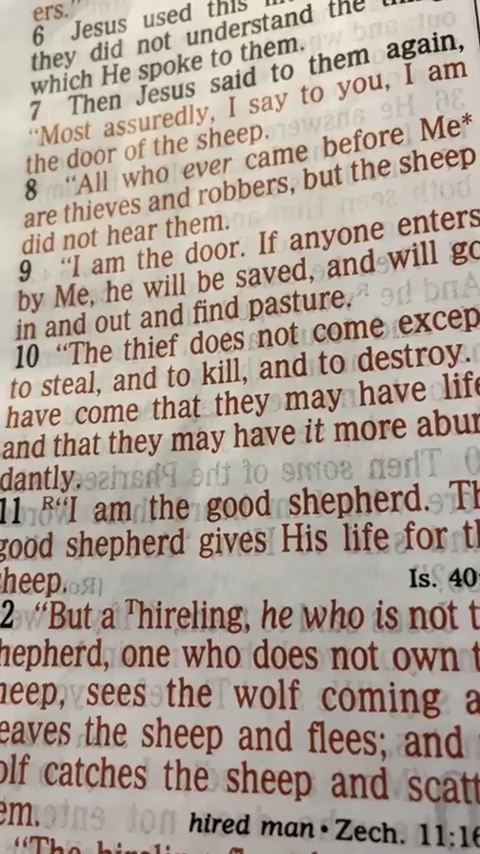 ers."
6 Jesus used this
they did not understand the
which He spoke to them.
7 Then Jesus said to them again,
"Most assuredly, I say to you, I am
the door of the sheep.
8 "All who ever came before Me*
are thieves and robbers, but the sheep
did not hear them.
9 "I am the door. If anyone enters
by Me, he will be saved, and will go
in and out and find pasture.
10 "The thief does not come excep
to steal, and to kill, and to destroy.
have come that they may have life
and that they may have it more abun
dantly.
11 R"I am the good shepherd. Th
good shepherd gives His life for th
heep. Is. 40
2 "But a Thireling, he who is not t
hepherd, one who does not own t
heep, sees the wolf coming a
eaves the sheep and flees; and
olf catches the sheep and scatt
em. hired man • Zech. 11:16
"The hireling